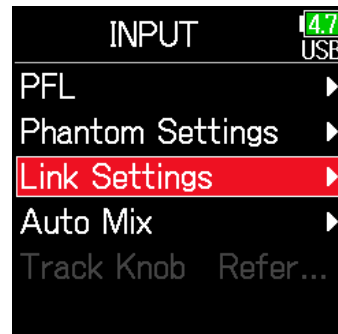 INPUT
4.7
USB
PFL
Phantom Settings
Link Settings
Auto Mix
Track Knob Refer...